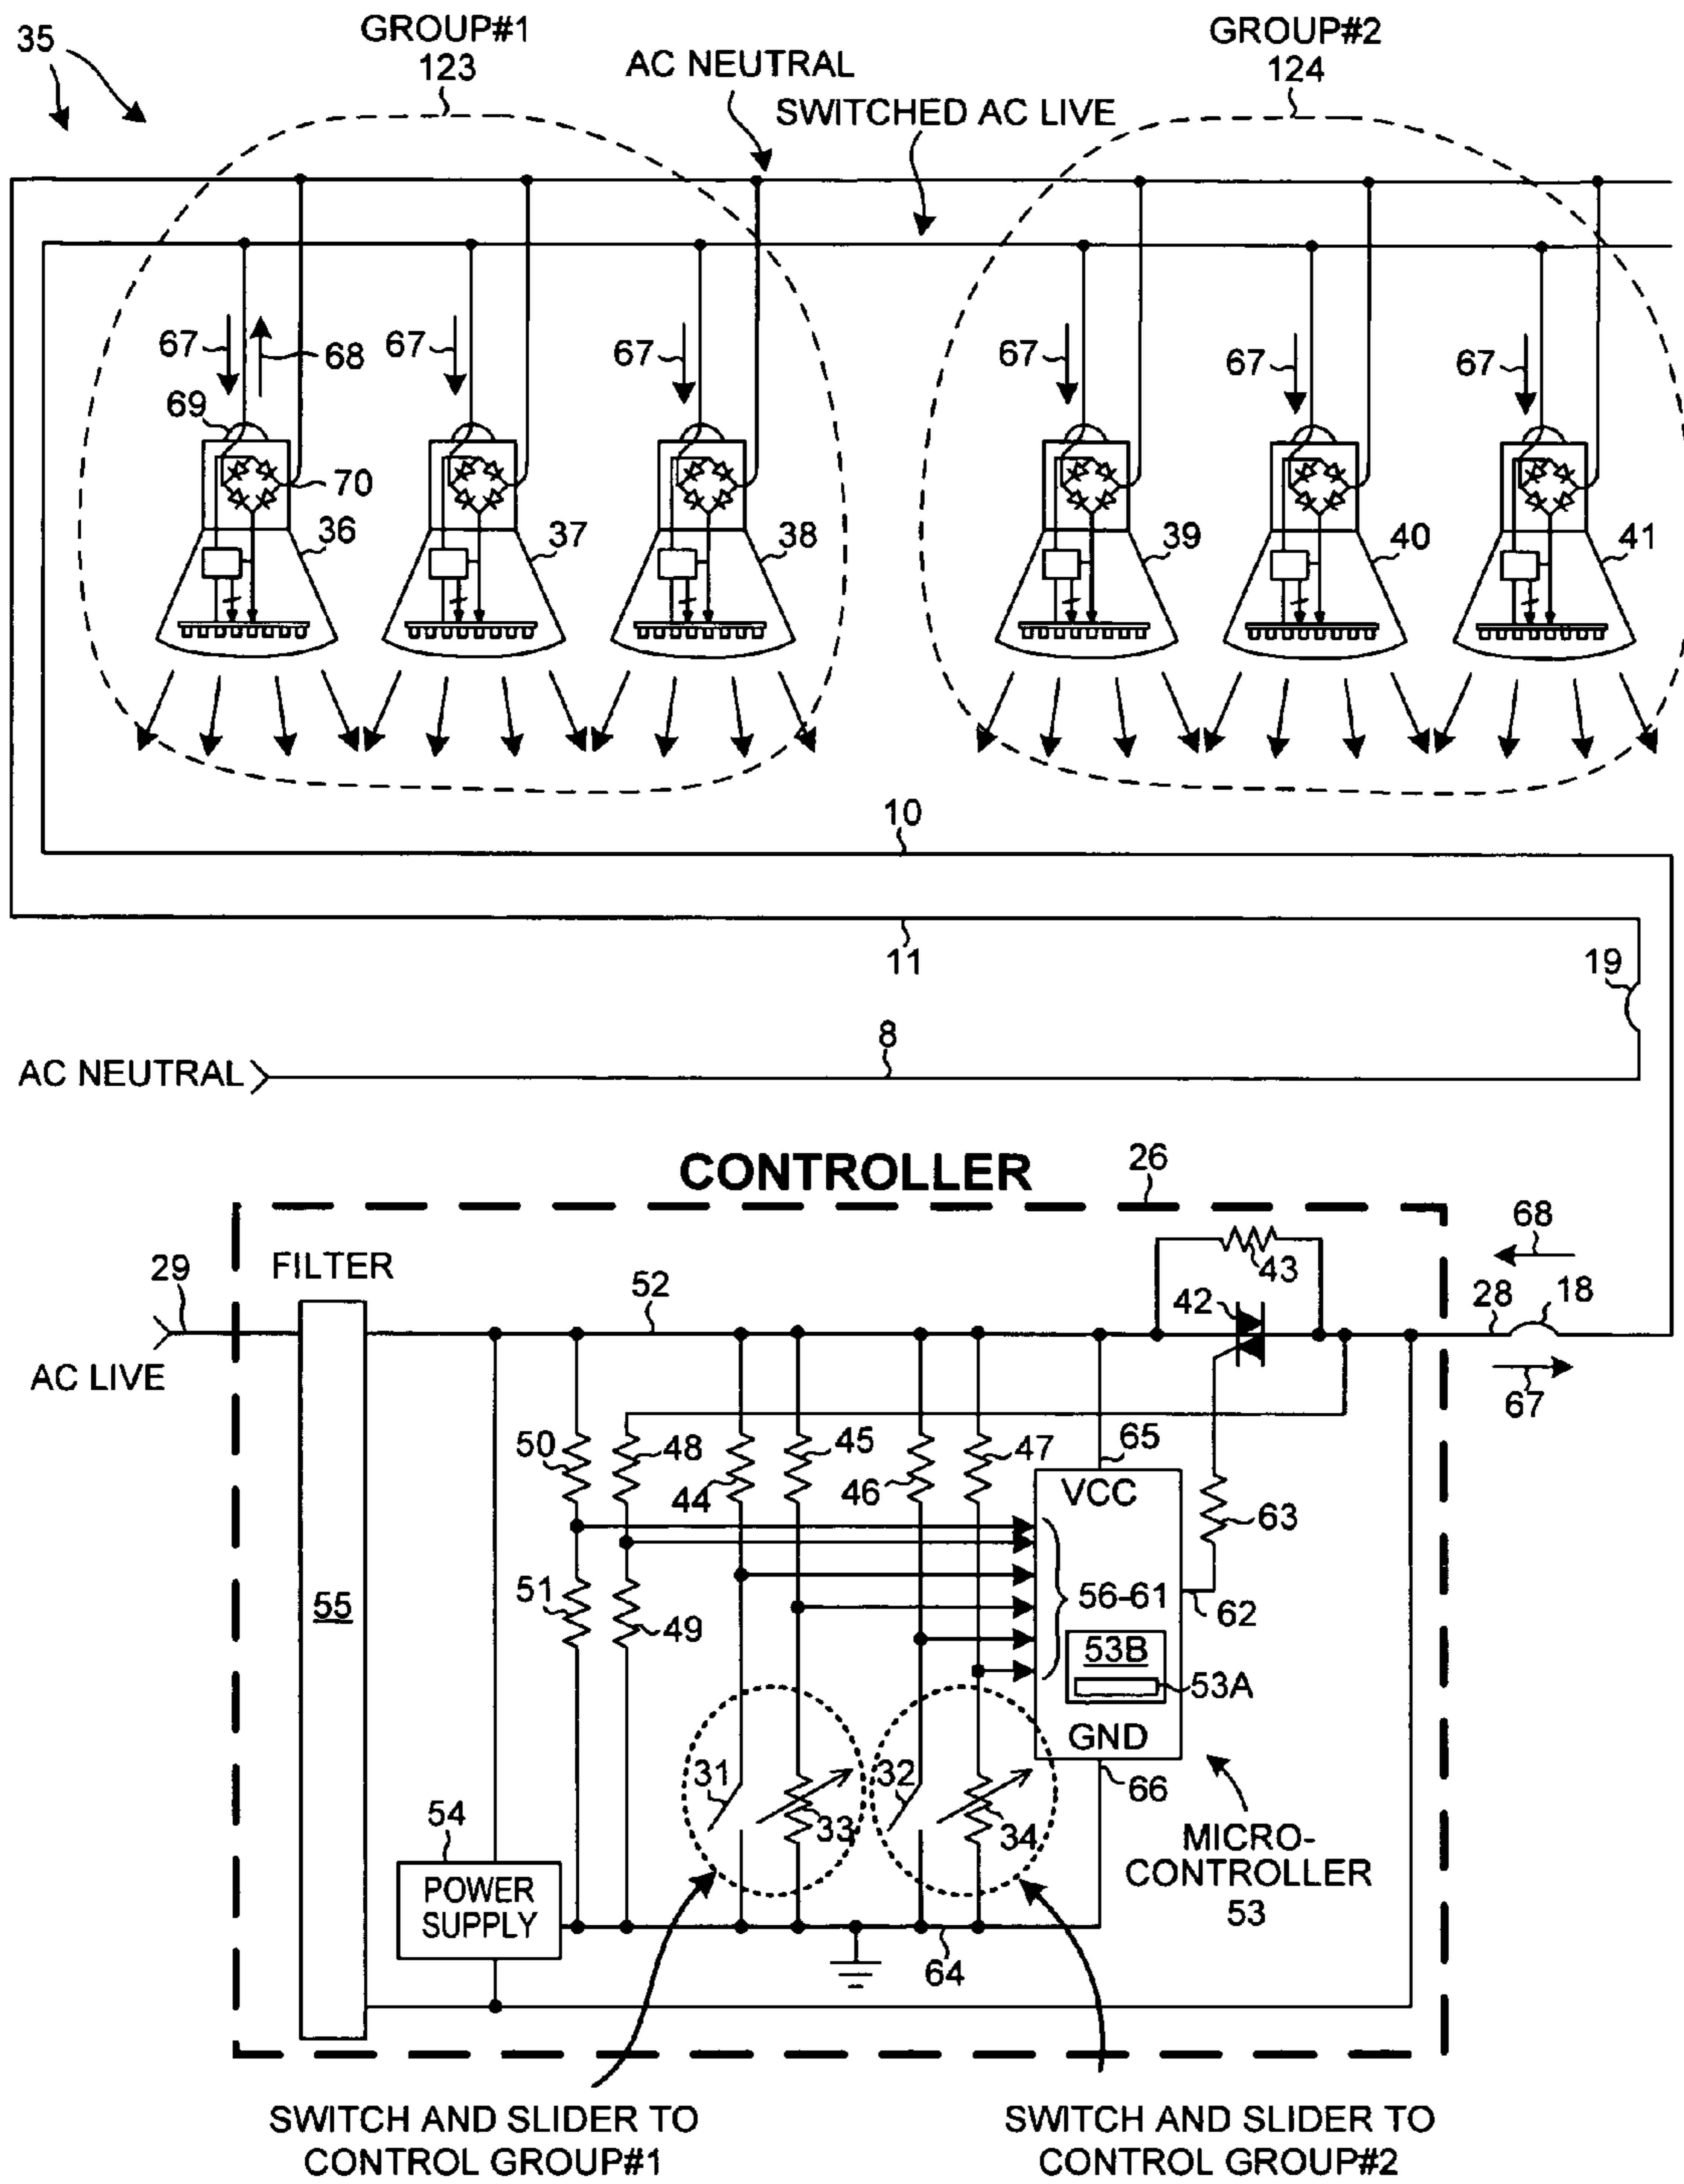 35
GROUP#1
123
AC NEUTRAL
SWITCHED AC LIVE
GROUP#2
124
67
68
67
67
67
67
67
69
70
36
37
38
39
40
41
10
11
19
8
AC NEUTRAL
CONTROLLER
26
29
FILTER
52
43
42
68
28
18
AC LIVE
67
50
48
44
45
46
47
65
VCC
63
51
49
56-61
62
55
53B
53A
GND
31
33
32
34
66
54
POWER
SUPPLY
MICRO-
CONTROLLER
53
64
SWITCH AND SLIDER TO
CONTROL GROUP#1
SWITCH AND SLIDER TO
CONTROL GROUP#2